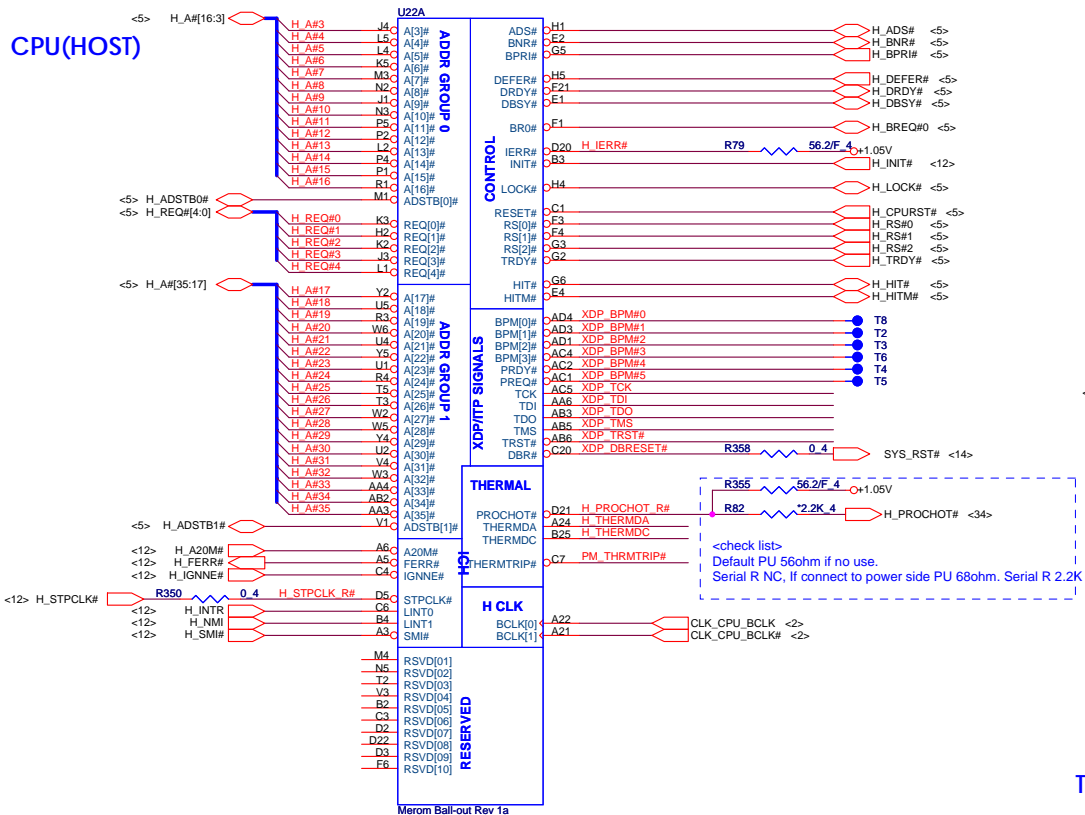 CPU(HOST)
U22A
<5> H_A#[16:3]
H_A#3 J4 A[3]#
H_A#4 L5 A[4]#
H_A#5 L4 A[5]#
H_A#6 K5 A[6]#
H_A#7 M3 A[7]#
H_A#8 N2 A[8]#
H_A#9 J1 A[9]#
H_A#10 N3 A[10]#
H_A#11 P5 A[11]#
H_A#12 P2 A[12]#
H_A#13 L2 A[13]#
H_A#14 P4 A[14]#
H_A#15 P1 A[15]#
H_A#16 R1 A[16]#
<5> H_ADSTB0# M1 ADSTB[0]#
<5> H_REQ#[4:0]
H_REQ#0 K3 REQ[0]#
H_REQ#1 H2 REQ[1]#
H_REQ#2 K2 REQ[2]#
H_REQ#3 J3 REQ[3]#
H_REQ#4 L1 REQ[4]#
ADDR GROUP 0
<5> H_A#[35:17]
H_A#17 Y2 A[17]#
H_A#18 U5 A[18]#
H_A#19 R3 A[19]#
H_A#20 W6 A[20]#
H_A#21 U4 A[21]#
H_A#22 Y5 A[22]#
H_A#23 U1 A[23]#
H_A#24 R4 A[24]#
H_A#25 T5 A[25]#
H_A#26 T3 A[26]#
H_A#27 W2 A[27]#
H_A#28 W5 A[28]#
H_A#29 Y4 A[29]#
H_A#30 U2 A[30]#
H_A#31 V4 A[31]#
H_A#32 W3 A[32]#
H_A#33 AA4 A[33]#
H_A#34 AB2 A[34]#
H_A#35 AA3 A[35]#
<5> H_ADSTB1# V1 ADSTB[1]#
ADDR GROUP 1
<12> H_A20M# A6 A20M#
<12> H_FERR# A5 FERR#
<12> H_IGNNE# C4 IGNNE#
<12> H_STPCLK# R350 0_4 H_STPCLK_R# D5 STPCLK#
<12> H_INTR C6 LINT0
<12> H_NMI B4 LINT1
<12> H_SMI# A3 SMI#
ICH
M4 RSVD[01]
N5 RSVD[02]
T2 RSVD[03]
V3 RSVD[04]
B2 RSVD[05]
C3 RSVD[06]
D2 RSVD[07]
D22 RSVD[08]
D3 RSVD[09]
F6 RSVD[10]
RESERVED
CONTROL
ADS# H1 H_ADS# <5>
BNR# E2 H_BNR# <5>
BPRI# G5 H_BPRI# <5>
DEFER# H5 H_DEFER# <5>
DRDY# F21 H_DRDY# <5>
DBSY# E1 H_DBSY# <5>
BR0# F1 H_BREQ#0 <5>
IERR# D20 H_IERR# R79 56.2/F_4 +1.05V
INIT# B3 H_INIT# <12>
LOCK# H4 H_LOCK# <5>
RESET# C1 H_CPURST# <5>
RS[0]# F3 H_RS#0 <5>
RS[1]# F4 H_RS#1 <5>
RS[2]# G3 H_RS#2 <5>
TRDY# G2 H_TRDY# <5>
HIT# G6 H_HIT# <5>
HITM# E4 H_HITM# <5>
XDP/ITP SIGNALS
BPM[0]# AD4 XDP_BPM#0 T8
BPM[1]# AD3 XDP_BPM#1 T2
BPM[2]# AD1 XDP_BPM#2 T3
BPM[3]# AC4 XDP_BPM#3 T6
PRDY# AC2 XDP_BPM#4 T4
PREQ# AC1 XDP_BPM#5 T5
TCK AC5 XDP_TCK
TDI AA6 XDP_TDI
TDO AB3 XDP_TDO
TMS AB5 XDP_TMS
TRST# AB6 XDP_TRST#
DBR# C20 XDP_DBRESET# R358 0_4 SYS_RST# <14>
THERMAL
R355 56.2/F_4 +1.05V
PROCHOT# D21 H_PROCHOT_R# R82 *2.2K_4 H_PROCHOT# <34>
THERMDA A24 H_THERMDA
THERMDC B25 H_THERMDC
THERMTRIP# C7 PM_THRMTRIP#
<check list>
Default PU 56ohm if no use.
Serial R NC, If connect to power side PU 68ohm. Serial R 2.2K
H CLK
BCLK[0] A22 CLK_CPU_BCLK <2>
BCLK[1] A21 CLK_CPU_BCLK# <2>
Merom Ball-out Rev 1a
<
T